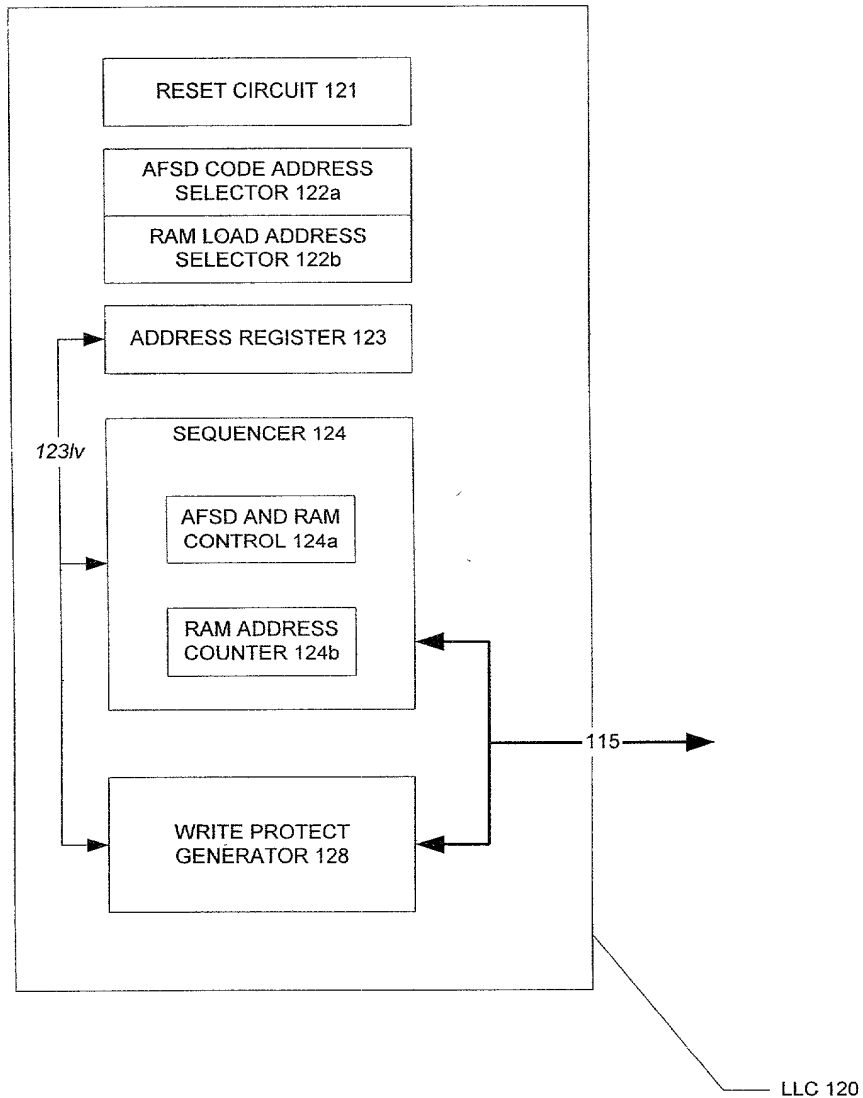 RESET CIRCUIT 121
AFSD CODE ADDRESS
SELECTOR 122a
RAM LOAD ADDRESS
SELECTOR 122b
ADDRESS REGISTER 123
SEQUENCER 124
123lv
AFSD AND RAM
CONTROL 124a
RAM ADDRESS
COUNTER 124b
115
WRITE PROTECT
GENERATOR 128
LLC 120